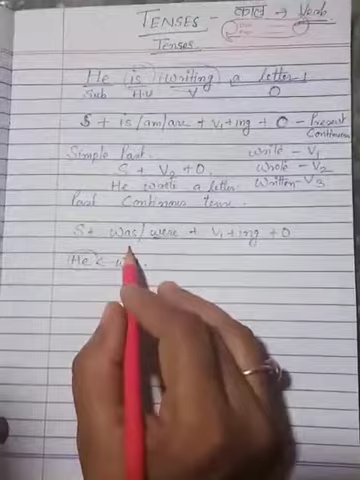 TENSES - काल → Verb
Tenses
He is writing a letter.
Sub H.V V O
S + is/am/are + V1 + ing + O - Present Continuous
Simple Past. write - V1
S + V2 + O. wrote - V2
He wrote a letter. Written - V3
Past Continuous tense.
S + was/were + V1 + ing + O
He <